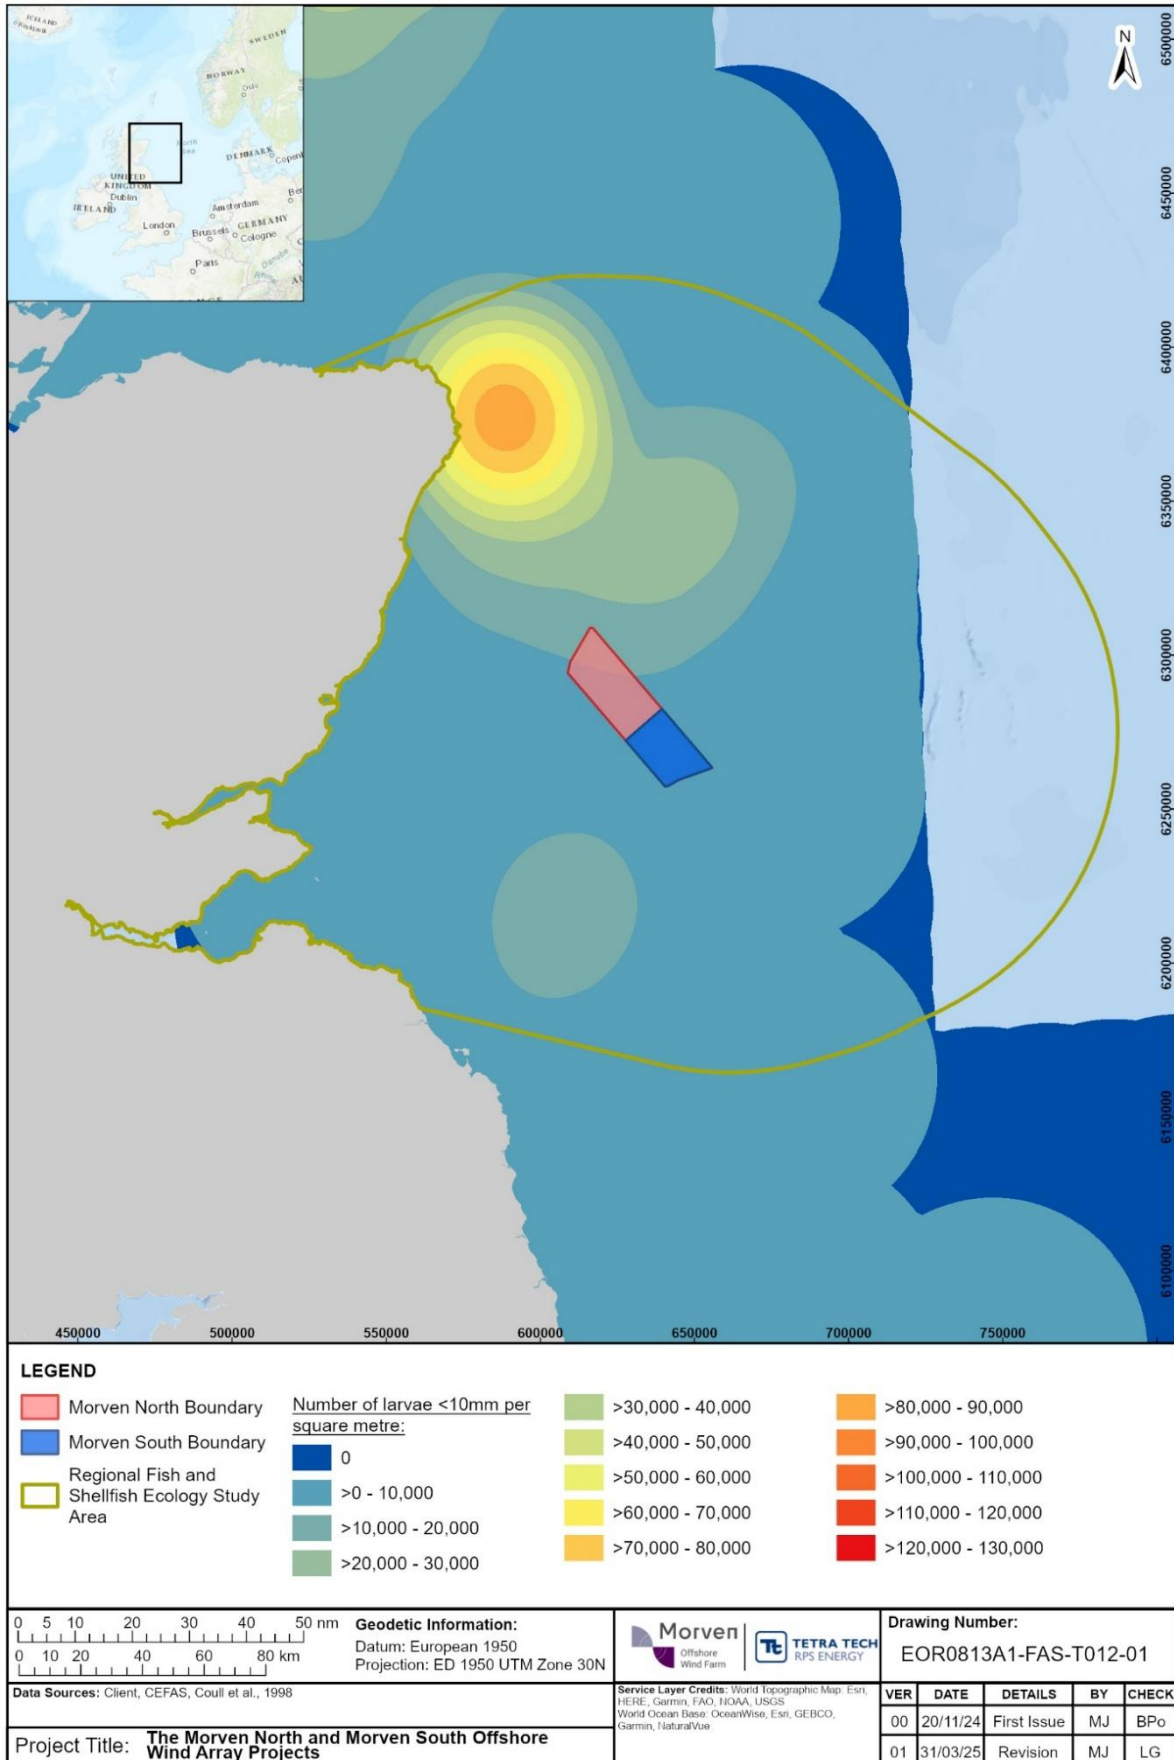 ICELAND
Reykjavik
SWEDEN
NORWAY
Oslo
North
Sea
DENMARK
Copenh
UNITED
KINGDOM
Dublin
IRELAND
Amsterdam
Ber
London
GERMANY
Brussels
Cologne
Paris
Danube
N
6500000
6450000
6400000
6350000
6300000
6250000
6200000
6150000
6100000
450000 500000 550000 600000 650000 700000 750000
LEGEND
Morven North Boundary
Morven South Boundary
Regional Fish and
Shellfish Ecology Study
Area
Number of larvae <10mm per
square metre:
0
>0 - 10,000
>10,000 - 20,000
>20,000 - 30,000
>30,000 - 40,000
>40,000 - 50,000
>50,000 - 60,000
>60,000 - 70,000
>70,000 - 80,000
>80,000 - 90,000
>90,000 - 100,000
>100,000 - 110,000
>110,000 - 120,000
>120,000 - 130,000
0 5 10 20 30 40 50 nm
0 10 20 40 60 80 km
Geodetic Information:
Datum: European 1950
Projection: ED 1950 UTM Zone 30N
Morven
Offshore
Wind Farm
TETRA TECH
RPS ENERGY
Drawing Number:
EOR0813A1-FAS-T012-01
Data Sources: Client, CEFAS, Coull et al., 1998
Service Layer Credits: World Topographic Map: Esri,
HERE, Garmin, FAO, NOAA, USGS
World Ocean Base: OceanWise, Esri, GEBCO,
Garmin, NaturalVue
VER DATE DETAILS BY CHECK
00 20/11/24 First Issue MJ BPo
01 31/03/25 Revision MJ LG
Project Title: The Morven North and Morven South Offshore
Wind Array Projects